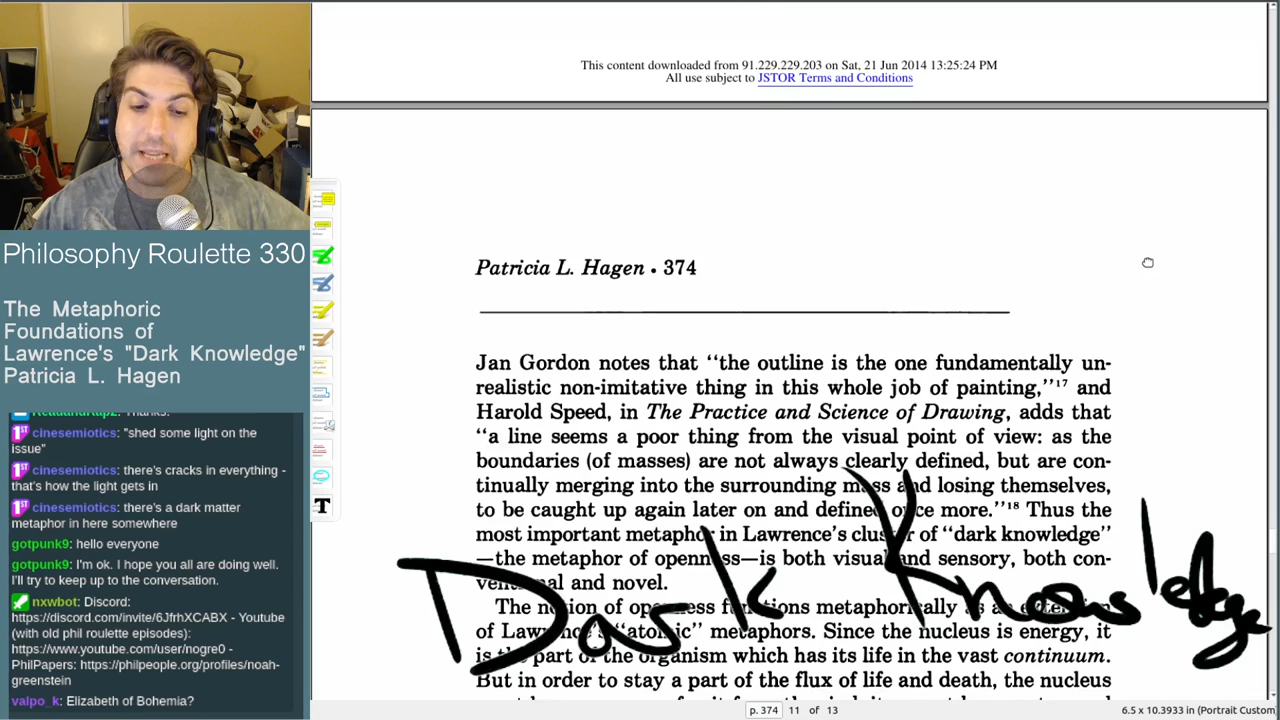 This content downloaded from 91.229.229.203 on Sat, 21 Jun 2014 13:25:24 PM
All use subject to JSTOR Terms and Conditions
Patricia L. Hagen • 374
Jan Gordon notes that “the outline is the one fundamentally un-
realistic non-imitative thing in this whole job of painting,”¹⁷ and
Harold Speed, in The Practice and Science of Drawing, adds that
“a line seems a poor thing from the visual point of view: as the
boundaries (of masses) are not always clearly defined, but are con-
tinually merging into the surrounding mass and losing themselves,
to be caught up again later on and defined once more.”¹⁸ Thus the
most important metaphor in Lawrence's cluster of “dark knowledge”
—the metaphor of openness—is both visual and sensory, both con-
ventional and novel.
The notion of openness functions metaphorically as an extension
of Lawrence's “atomic” metaphors. Since the nucleus is energy, it
is the part of the organism which has its life in the vast continuum.
But in order to stay a part of the flux of life and death, the nucleus
Dark Knowledge
p. 374 11 of 13
6.5 x 10.3933 in (Portrait Custom
T
Philosophy Roulette 330
The Metaphoric
Foundations of
Lawrence's "Dark Knowledge"
Patricia L. Hagen
cinesemiotics: "shed some light on the
issue"
cinesemiotics: there's cracks in everything -
that's how the light gets in
cinesemiotics: there's a dark matter
metaphor in here somewhere
gotpunk9: hello everyone
gotpunk9: I'm ok. I hope you all are doing well.
I'll try to keep up to the conversation.
nxwbot: Discord:
https://discord.com/invite/6JfrhXCABX - Youtube
(with old phil roulette episodes):
https://www.youtube.com/user/nogre0 -
PhilPapers: https://philpeople.org/profiles/noah-
greenstein
valpo_k: Elizabeth of Bohemia?